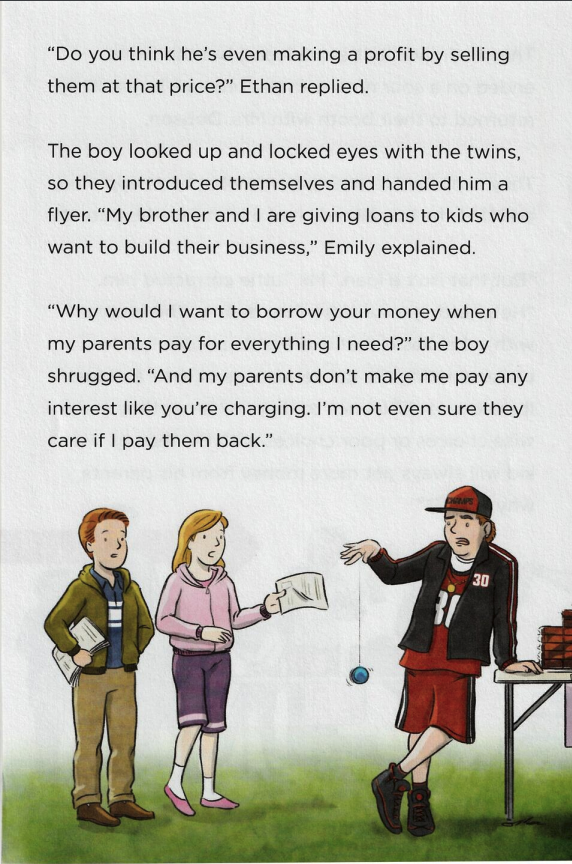 “Do you think he’s even making a profit by selling
them at that price?” Ethan replied.
The boy looked up and locked eyes with the twins,
so they introduced themselves and handed him a
flyer. “My brother and I are giving loans to kids who
want to build their business,” Emily explained.
“Why would I want to borrow your money when
my parents pay for everything I need?” the boy
shrugged. “And my parents don’t make me pay any
interest like you’re charging. I’m not even sure they
care if I pay them back.”
30